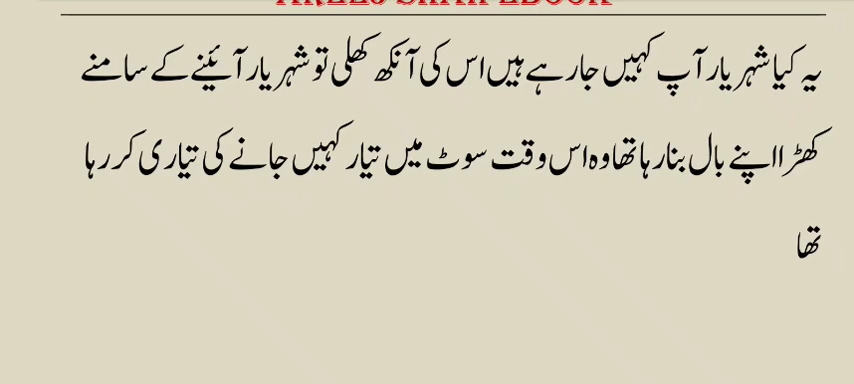 یہ کیا شہریار آپ کہیں جا رہے ہیں اس کی آنکھ کھلی تو شہریار آئینے کے سامنے
کھڑا اپنے بال بنا رہا تھا وہ اس وقت سوٹ میں تیار کہیں جانے کی تیاری کر رہا
تھا